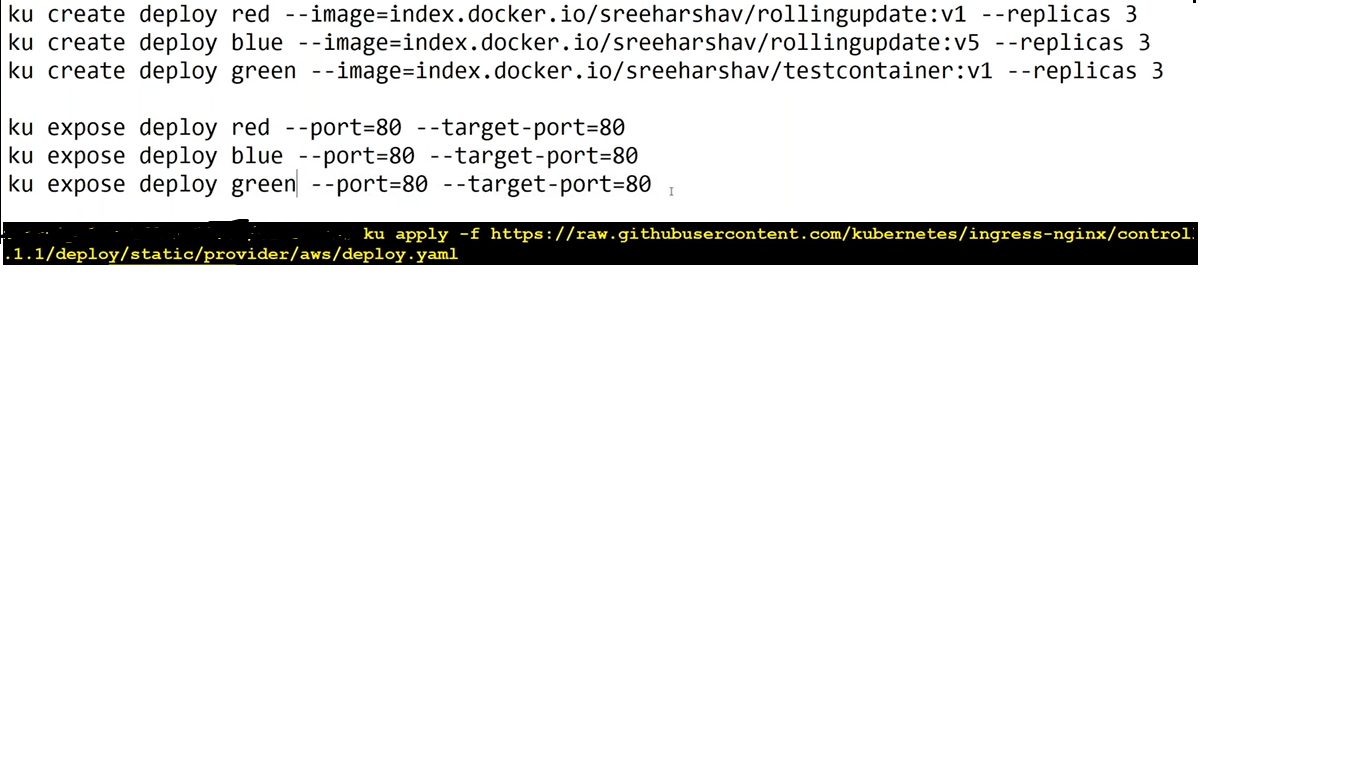 ku create deploy red --image=index.docker.io/sreeharshav/rollingupdate:v1 --replicas 3
ku create deploy blue --image=index.docker.io/sreeharshav/rollingupdate:v5 --replicas 3
ku create deploy green --image=index.docker.io/sreeharshav/testcontainer:v1 --replicas 3
ku expose deploy red --port=80 --target-port=80
ku expose deploy blue --port=80 --target-port=80
ku expose deploy green --port=80 --target-port=80
ku apply -f https://raw.githubusercontent.com/kubernetes/ingress-nginx/control
.1.1/deploy/static/provider/aws/deploy.yaml